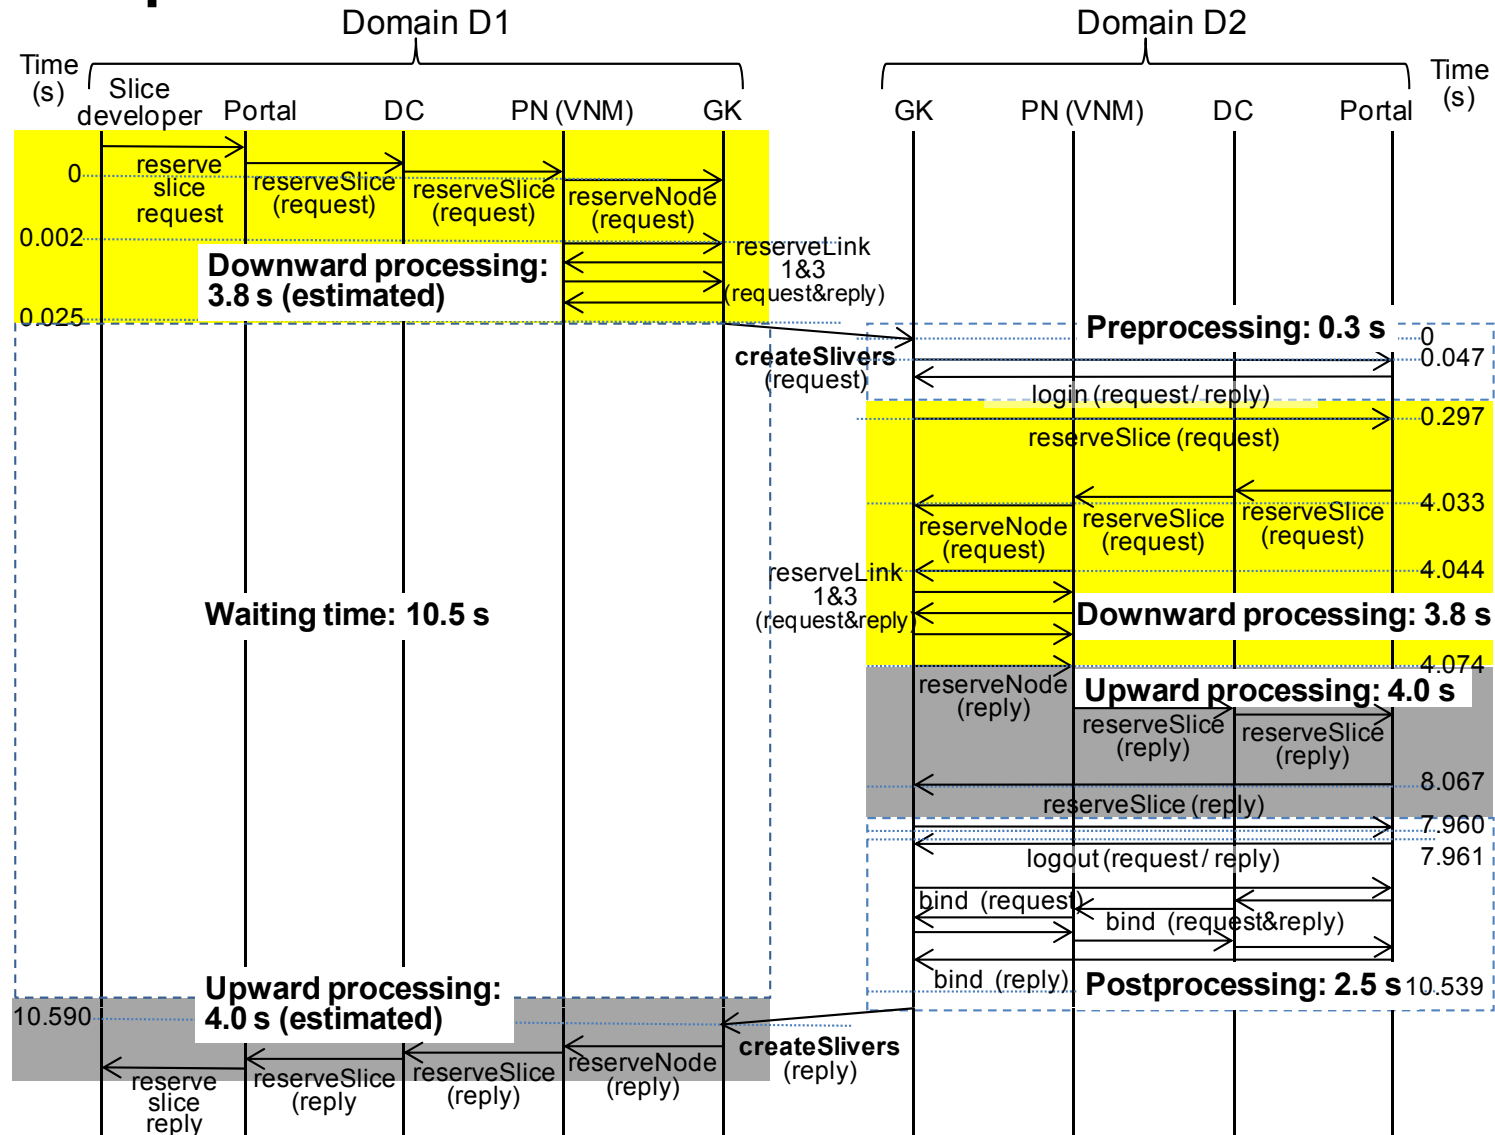 Domain D1
Domain D2
Time
(s)
Slice
developer
Portal
DC
PN (VNM)
GK
GK
PN (VNM)
DC
Portal
Time
(s)
0
reserve
slice
request
reserveSlice
(request)
reserveSlice
(request)
reserveNode
(request)
0.002
Downward processing:
3.8 s (estimated)
reserveLink
1&3
(request&reply)
0.025
createSlivers
(request)
Preprocessing: 0.3 s
0
0.047
login (request / reply)
0.297
reserveSlice (request)
4.033
reserveNode
(request)
reserveSlice
(request)
reserveSlice
(request)
4.044
reserveLink
1&3
(request&reply)
Waiting time: 10.5 s
Downward processing: 3.8 s
4.074
reserveNode
(reply)
Upward processing: 4.0 s
reserveSlice
(reply)
reserveSlice
(reply)
8.067
reserveSlice (reply)
7.960
7.961
logout (request / reply)
bind (request)
bind (request&reply)
bind (reply)
Postprocessing: 2.5 s
10.539
Upward processing:
4.0 s (estimated)
10.590
createSlivers
(reply)
reserveNode
(reply)
reserveSlice
(reply)
reserveSlice
(reply
reserve
slice
reply